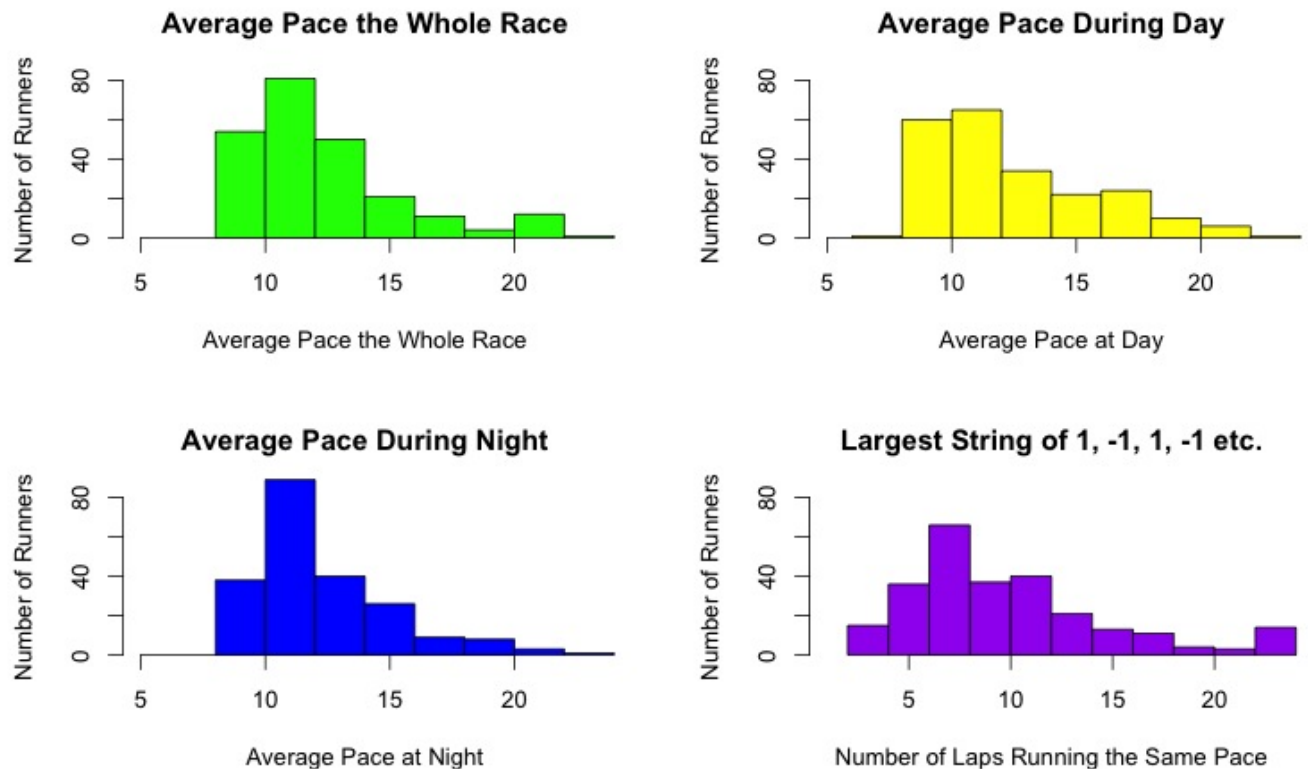 Average Pace the Whole Race
Number of Runners
0 40 80
5 10 15 20
Average Pace the Whole Race
Average Pace During Day
Number of Runners
0 40 80
5 10 15 20
Average Pace at Day
Average Pace During Night
Number of Runners
0 40 80
5 10 15 20
Average Pace at Night
Largest String of 1, -1, 1, -1 etc.
Number of Runners
0 40 80
5 10 15 20
Number of Laps Running the Same Pace